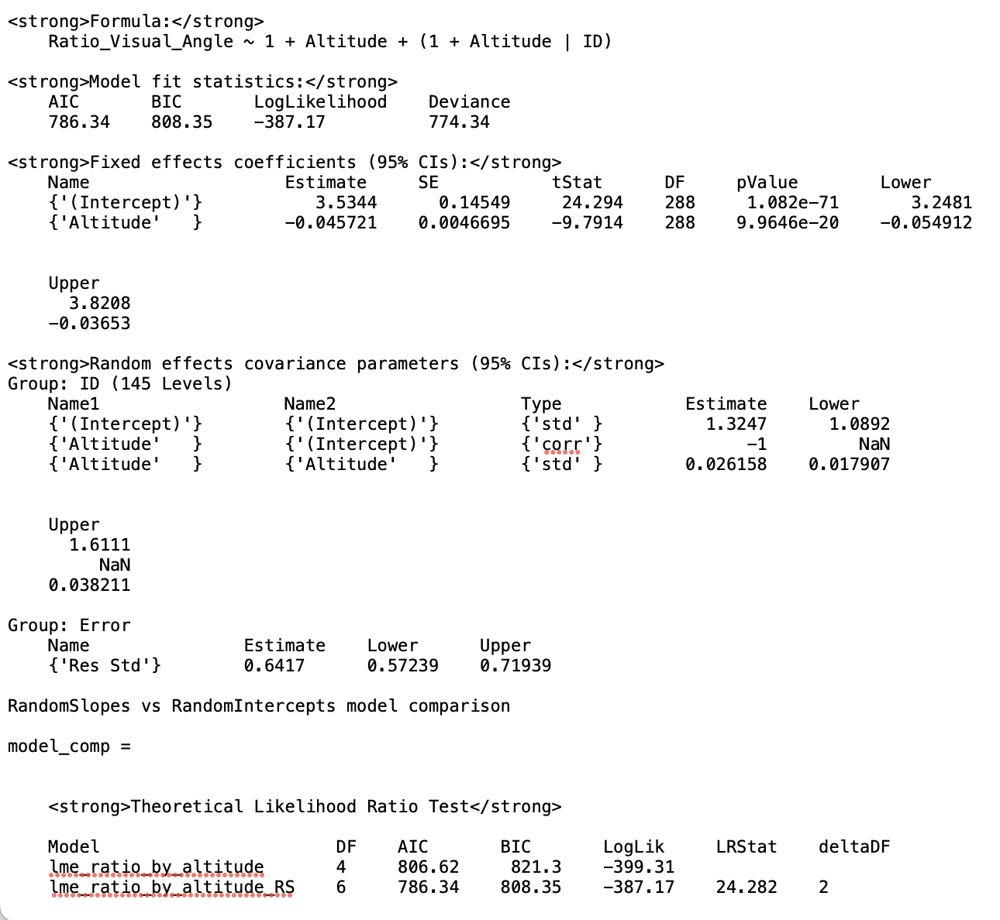 <strong>Formula:</strong>
    Ratio_Visual_Angle ~ 1 + Altitude + (1 + Altitude | ID)
<strong>Model fit statistics:</strong>
    AIC       BIC       LogLikelihood    Deviance
    786.34    808.35    −387.17          774.34
<strong>Fixed effects coefficients (95% CIs):</strong>
    Name                   Estimate     SE           tStat      DF     pValue        Lower
    {'(Intercept)'}           3.5344      0.14549     24.294    288     1.082e−71       3.2481
    {'Altitude'   }        −0.045721    0.0046695    −9.7914    288    9.9646e−20    −0.054912
    Upper
      3.8208
    −0.03653
<strong>Random effects covariance parameters (95% CIs):</strong>
Group: ID (145 Levels)
    Name1                  Name2                  Type            Estimate    Lower
    {'(Intercept)'}        {'(Intercept)'}        {'std' }          1.3247      1.0892
    {'Altitude'   }        {'(Intercept)'}        {'corr'}              −1         NaN
    {'Altitude'   }        {'Altitude'   }        {'std' }        0.026158    0.017907
    Upper
      1.6111
         NaN
    0.038211
Group: Error
    Name               Estimate    Lower      Upper
    {'Res Std'}        0.6417      0.57239    0.71939
RandomSlopes vs RandomIntercepts model comparison
model_comp =
    <strong>Theoretical Likelihood Ratio Test</strong>
    Model                       DF    AIC       BIC       LogLik     LRStat    deltaDF
    lme_ratio_by_altitude       4     806.62     821.3    −399.31
    lme_ratio_by_altitude_RS    6     786.34    808.35    −387.17    24.282    2